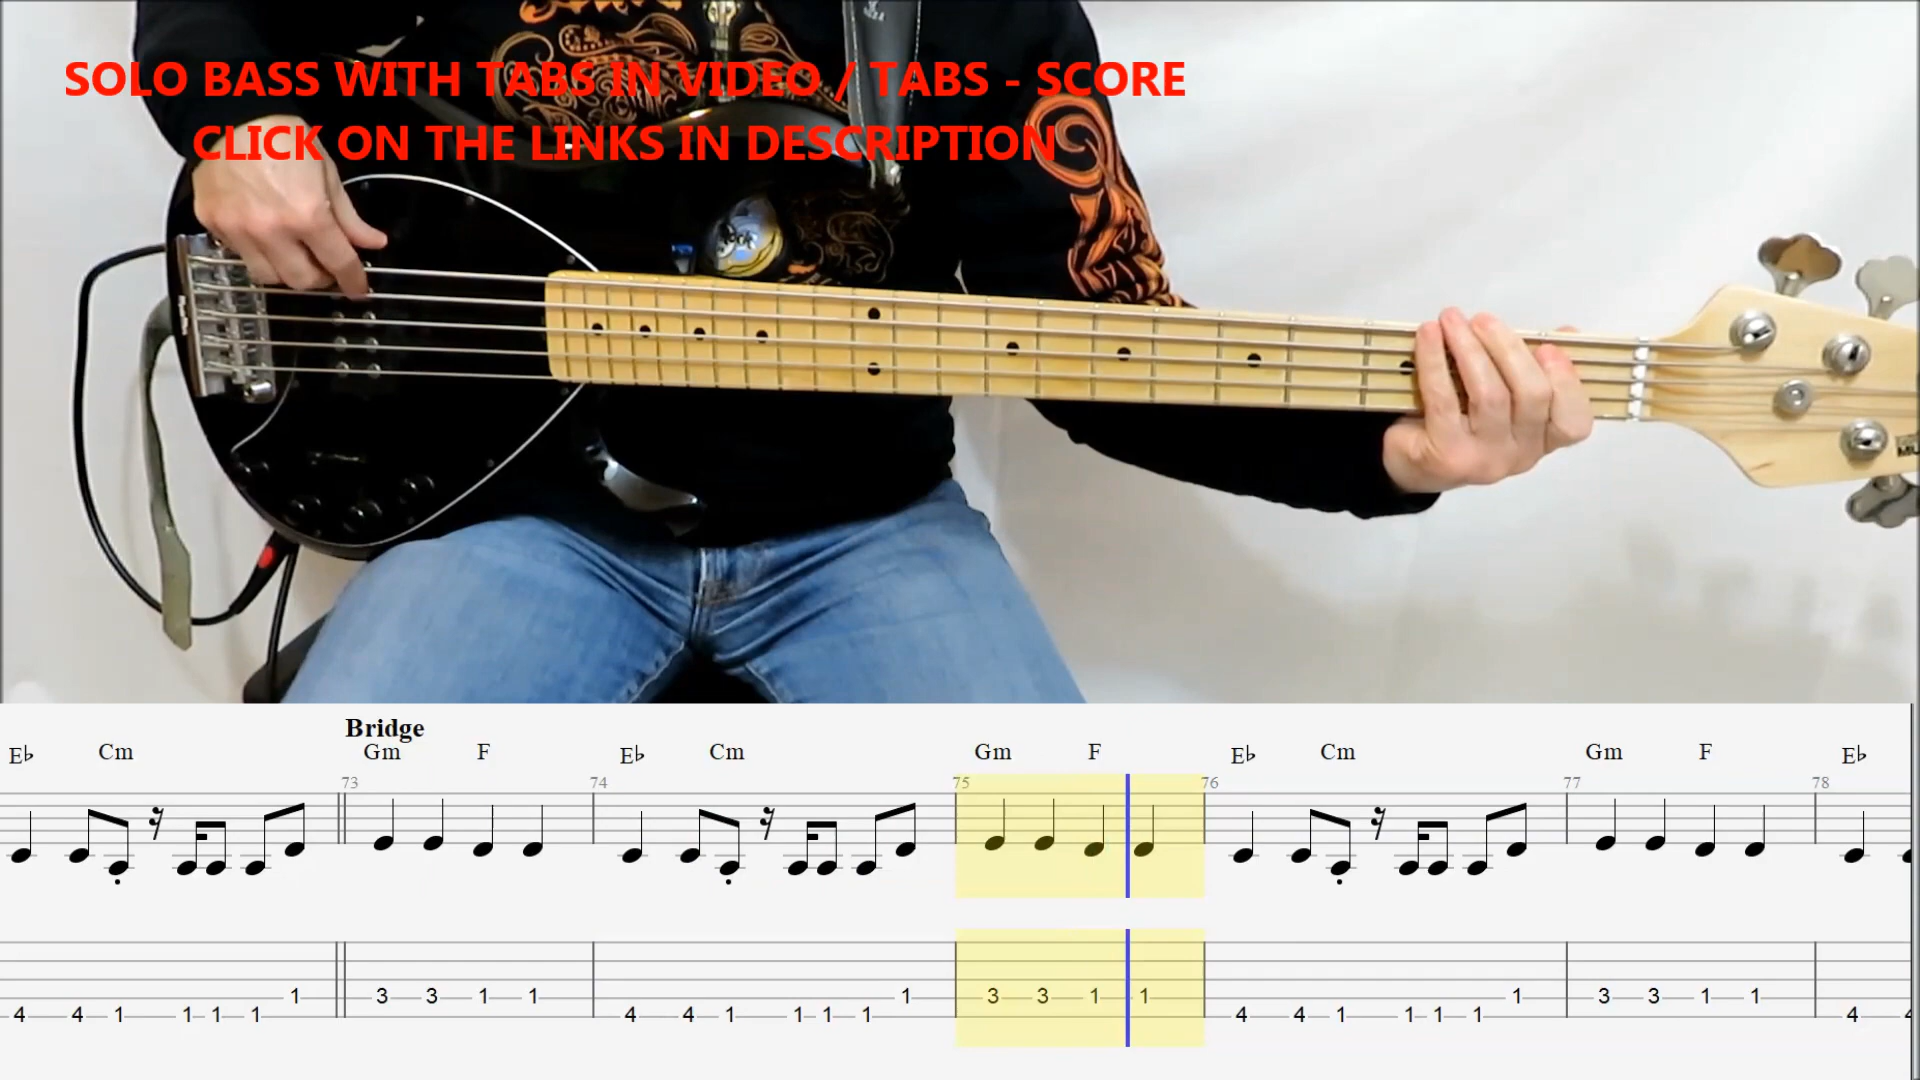 SOLO BASS WITH TABS IN VIDEO / TABS - SCORE
CLICK ON THE LINKS IN DESCRIPTION
Bridge
E♭ Cm Gm F E♭ Cm Gm F E♭ Cm Gm F E♭
73 74 75 76 77 78
1 3 3 1 1 1 3 3 1 1 1 3 3 1 1
4 4 1 1 1 1 4 4 1 1 1 1 4 4 1 1 1 1 4